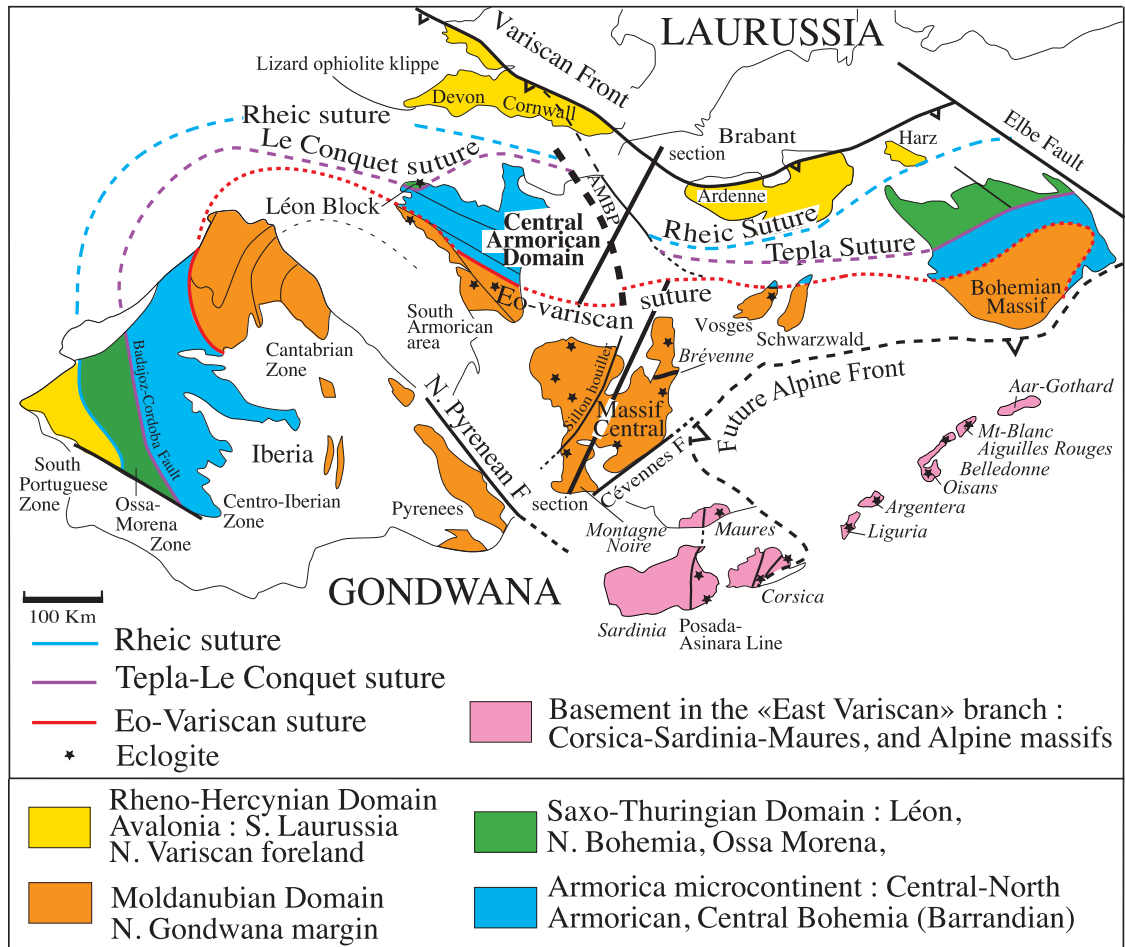 LAURUSSIA
Variscan Front
Lizard ophiolite klippe
Devon
Cornwall
Rheic suture
Le Conquet suture
Brabant
Harz
Elbe Fault
section
AMBP
Ardenne
Léon Block
Central
Armorican
Domain
Rheic Suture
Tepla Suture
Eo-variscan suture
Bohemian
Massif
South
Armorican
area
Vosges
Schwarzwald
Cantabrian
Zone
Brévenne
Sillon houiller
Massif
Central
Future Alpine Front
Aar-Gothard
Badajoz-Cordoba Fault
N. Pyrenean F
Mt-Blanc
Aiguilles Rouges
Iberia
Cévennes F.
Belledonne
Oisans
South
Portuguese
Zone
Ossa-
Morena
Zone
Centro-Iberian
Zone
Pyrenees
section
Argentera
Montagne
Noire
Maures
Liguria
GONDWANA
Corsica
100 Km
Sardinia
Posada-
Asinara Line
Rheic suture
Tepla-Le Conquet suture
Eo-Variscan suture
Eclogite
Basement in the «East Variscan» branch :
Corsica-Sardinia-Maures, and Alpine massifs
Rheno-Hercynian Domain
Avalonia : S. Laurussia
N. Variscan foreland
Moldanubian Domain
N. Gondwana margin
Saxo-Thuringian Domain : Léon,
N. Bohemia, Ossa Morena,
Armorica microcontinent : Central-North
Armorican, Central Bohemia (Barrandian)